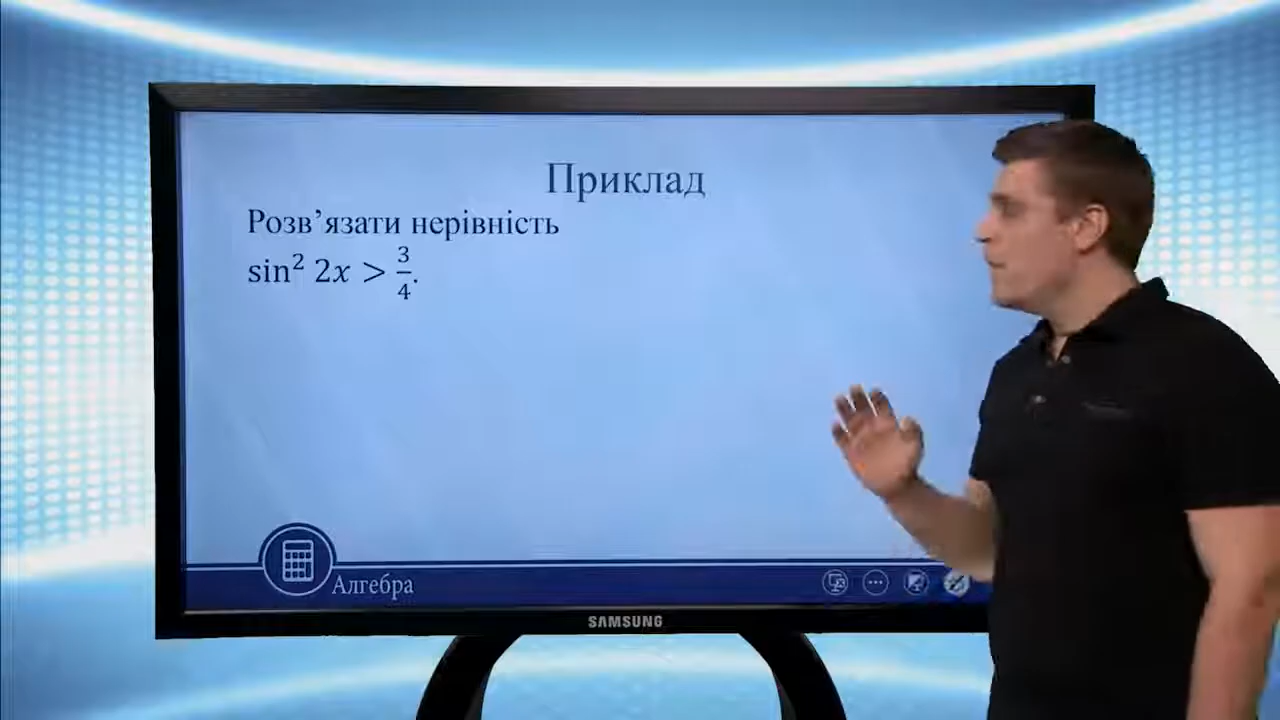 Приклад
Розв’язати нерівність
sin² 2x > 3/4.
Алгебра
SAMSUNG